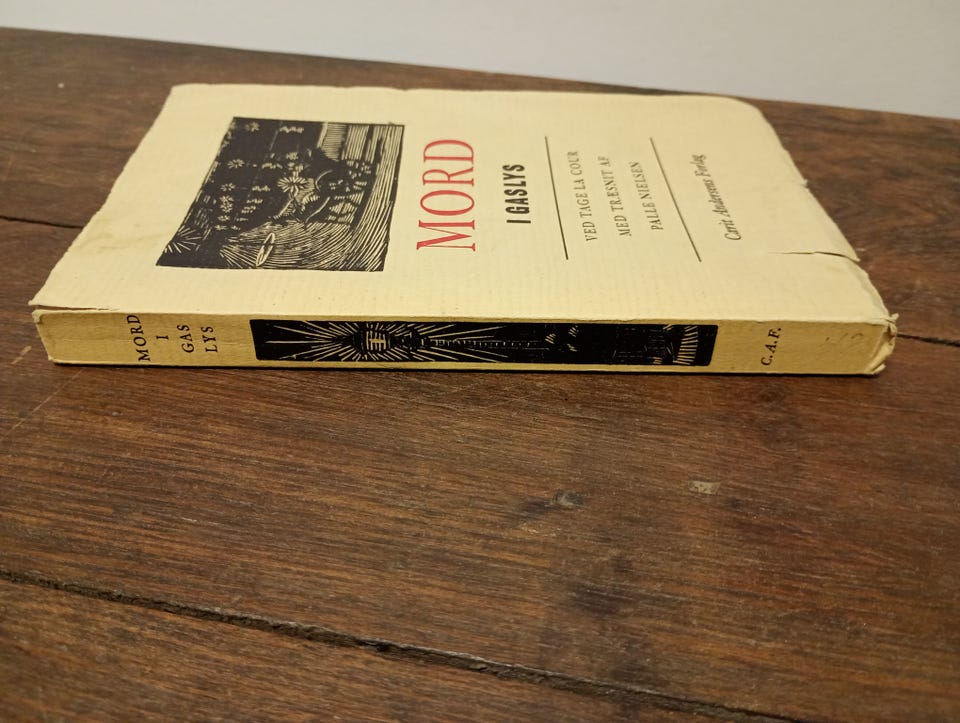 MORD
I GASLYS
VED TAGE LA COUR
MED TRÆSNIT AF
PALLE NIELSEN
Carit Andersens Forlag
MORD
I
GAS
LYS
C.A.F.